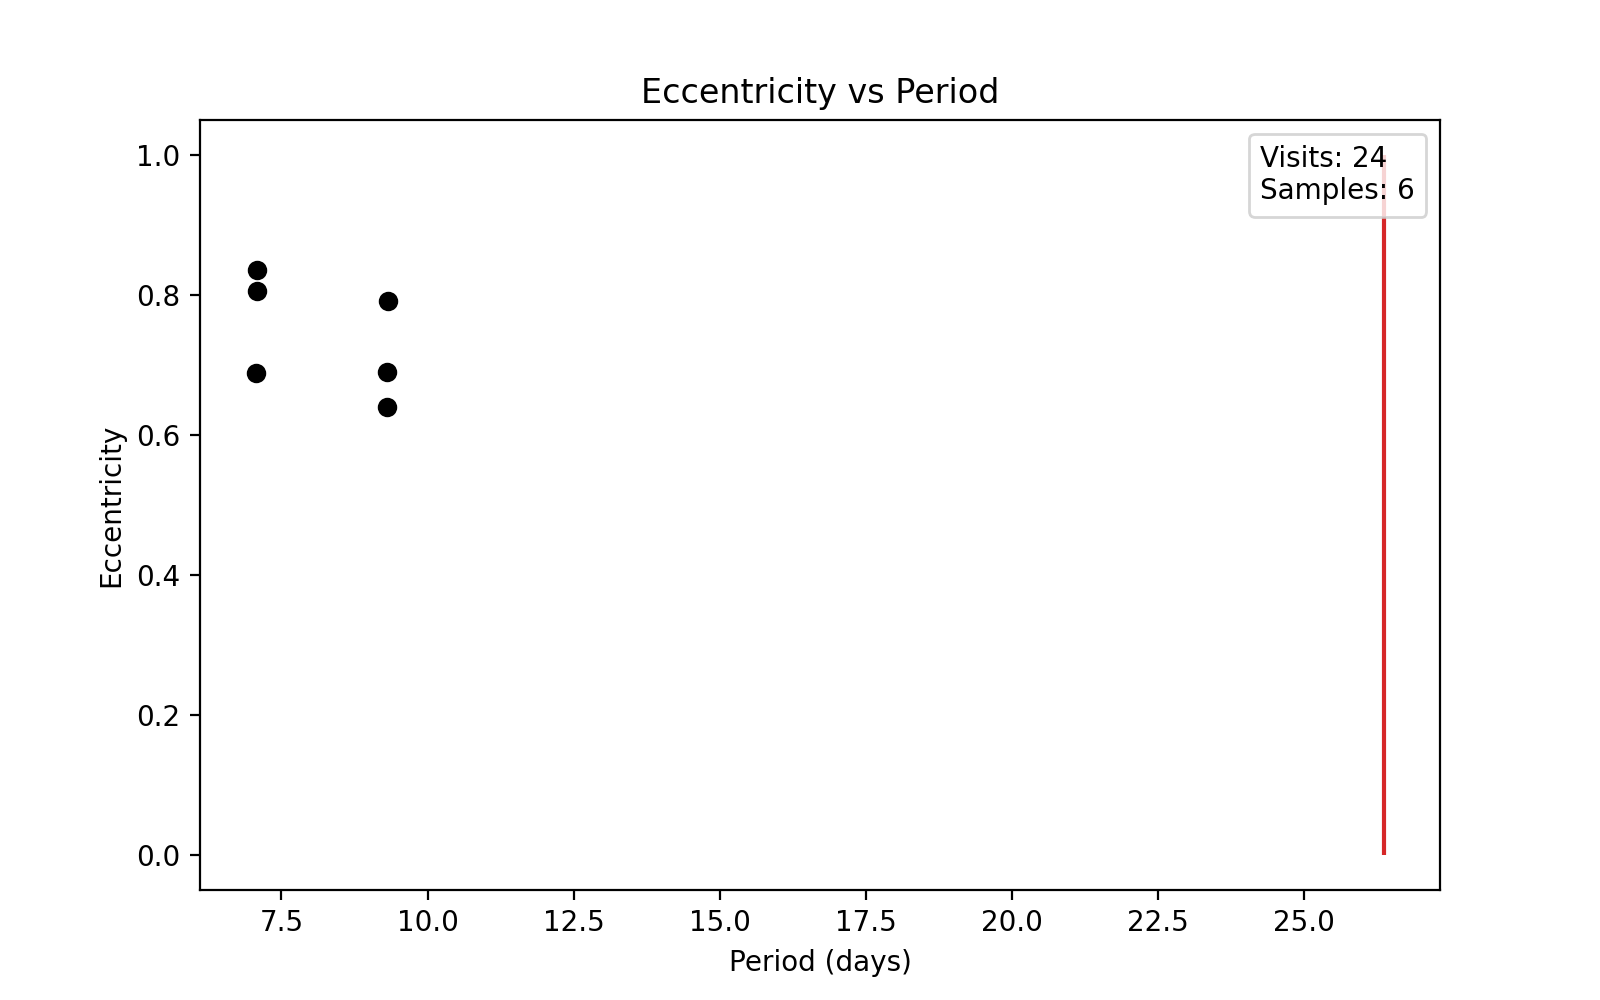 Eccentricity vs Period
Visits: 24
Samples: 6
1.0
0.8
0.6
0.4
0.2
0.0
Eccentricity
7.5 10.0 12.5 15.0 17.5 20.0 22.5 25.0
Period (days)